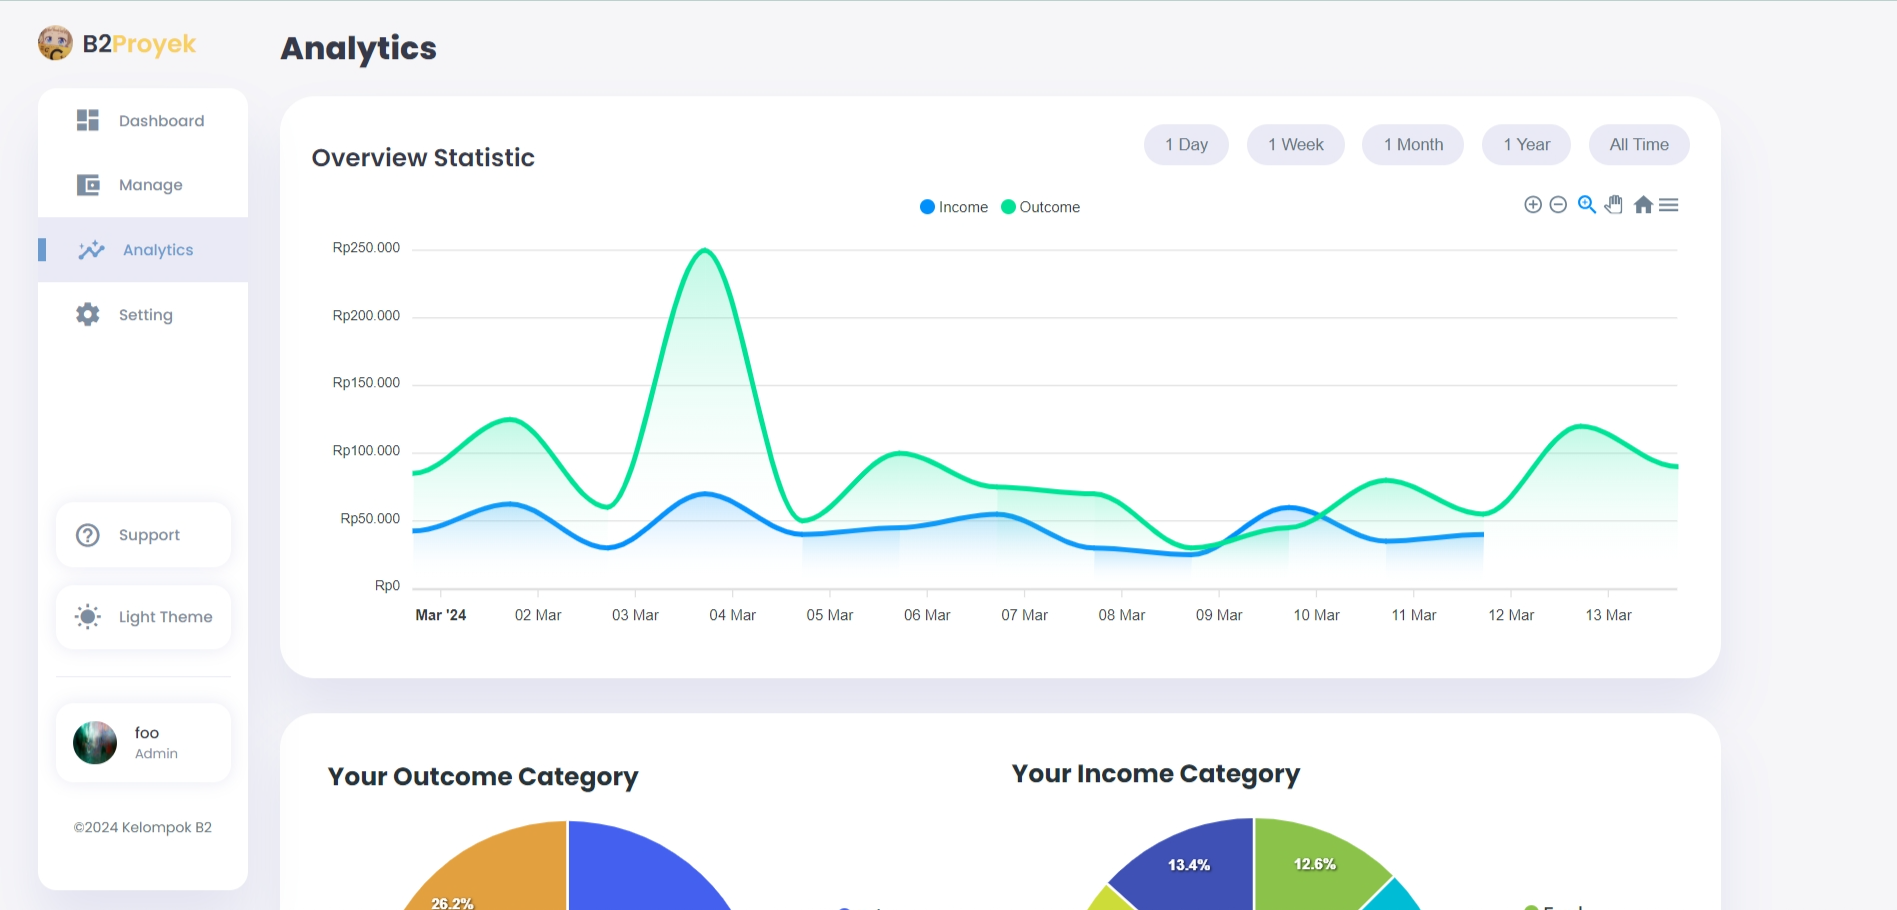 B2Proyek
Analytics
Dashboard
Manage
Analytics
Setting
Support
Light Theme
foo
Admin
©2024 Kelompok B2
Overview Statistic
1 Day
1 Week
1 Month
1 Year
All Time
Income
Outcome
Rp250.000
Rp200.000
Rp150.000
Rp100.000
Rp50.000
Rp0
Mar '24
02 Mar
03 Mar
04 Mar
05 Mar
06 Mar
07 Mar
08 Mar
09 Mar
10 Mar
11 Mar
12 Mar
13 Mar
Your Outcome Category
26.2%
Your Income Category
13.4%
12.6%